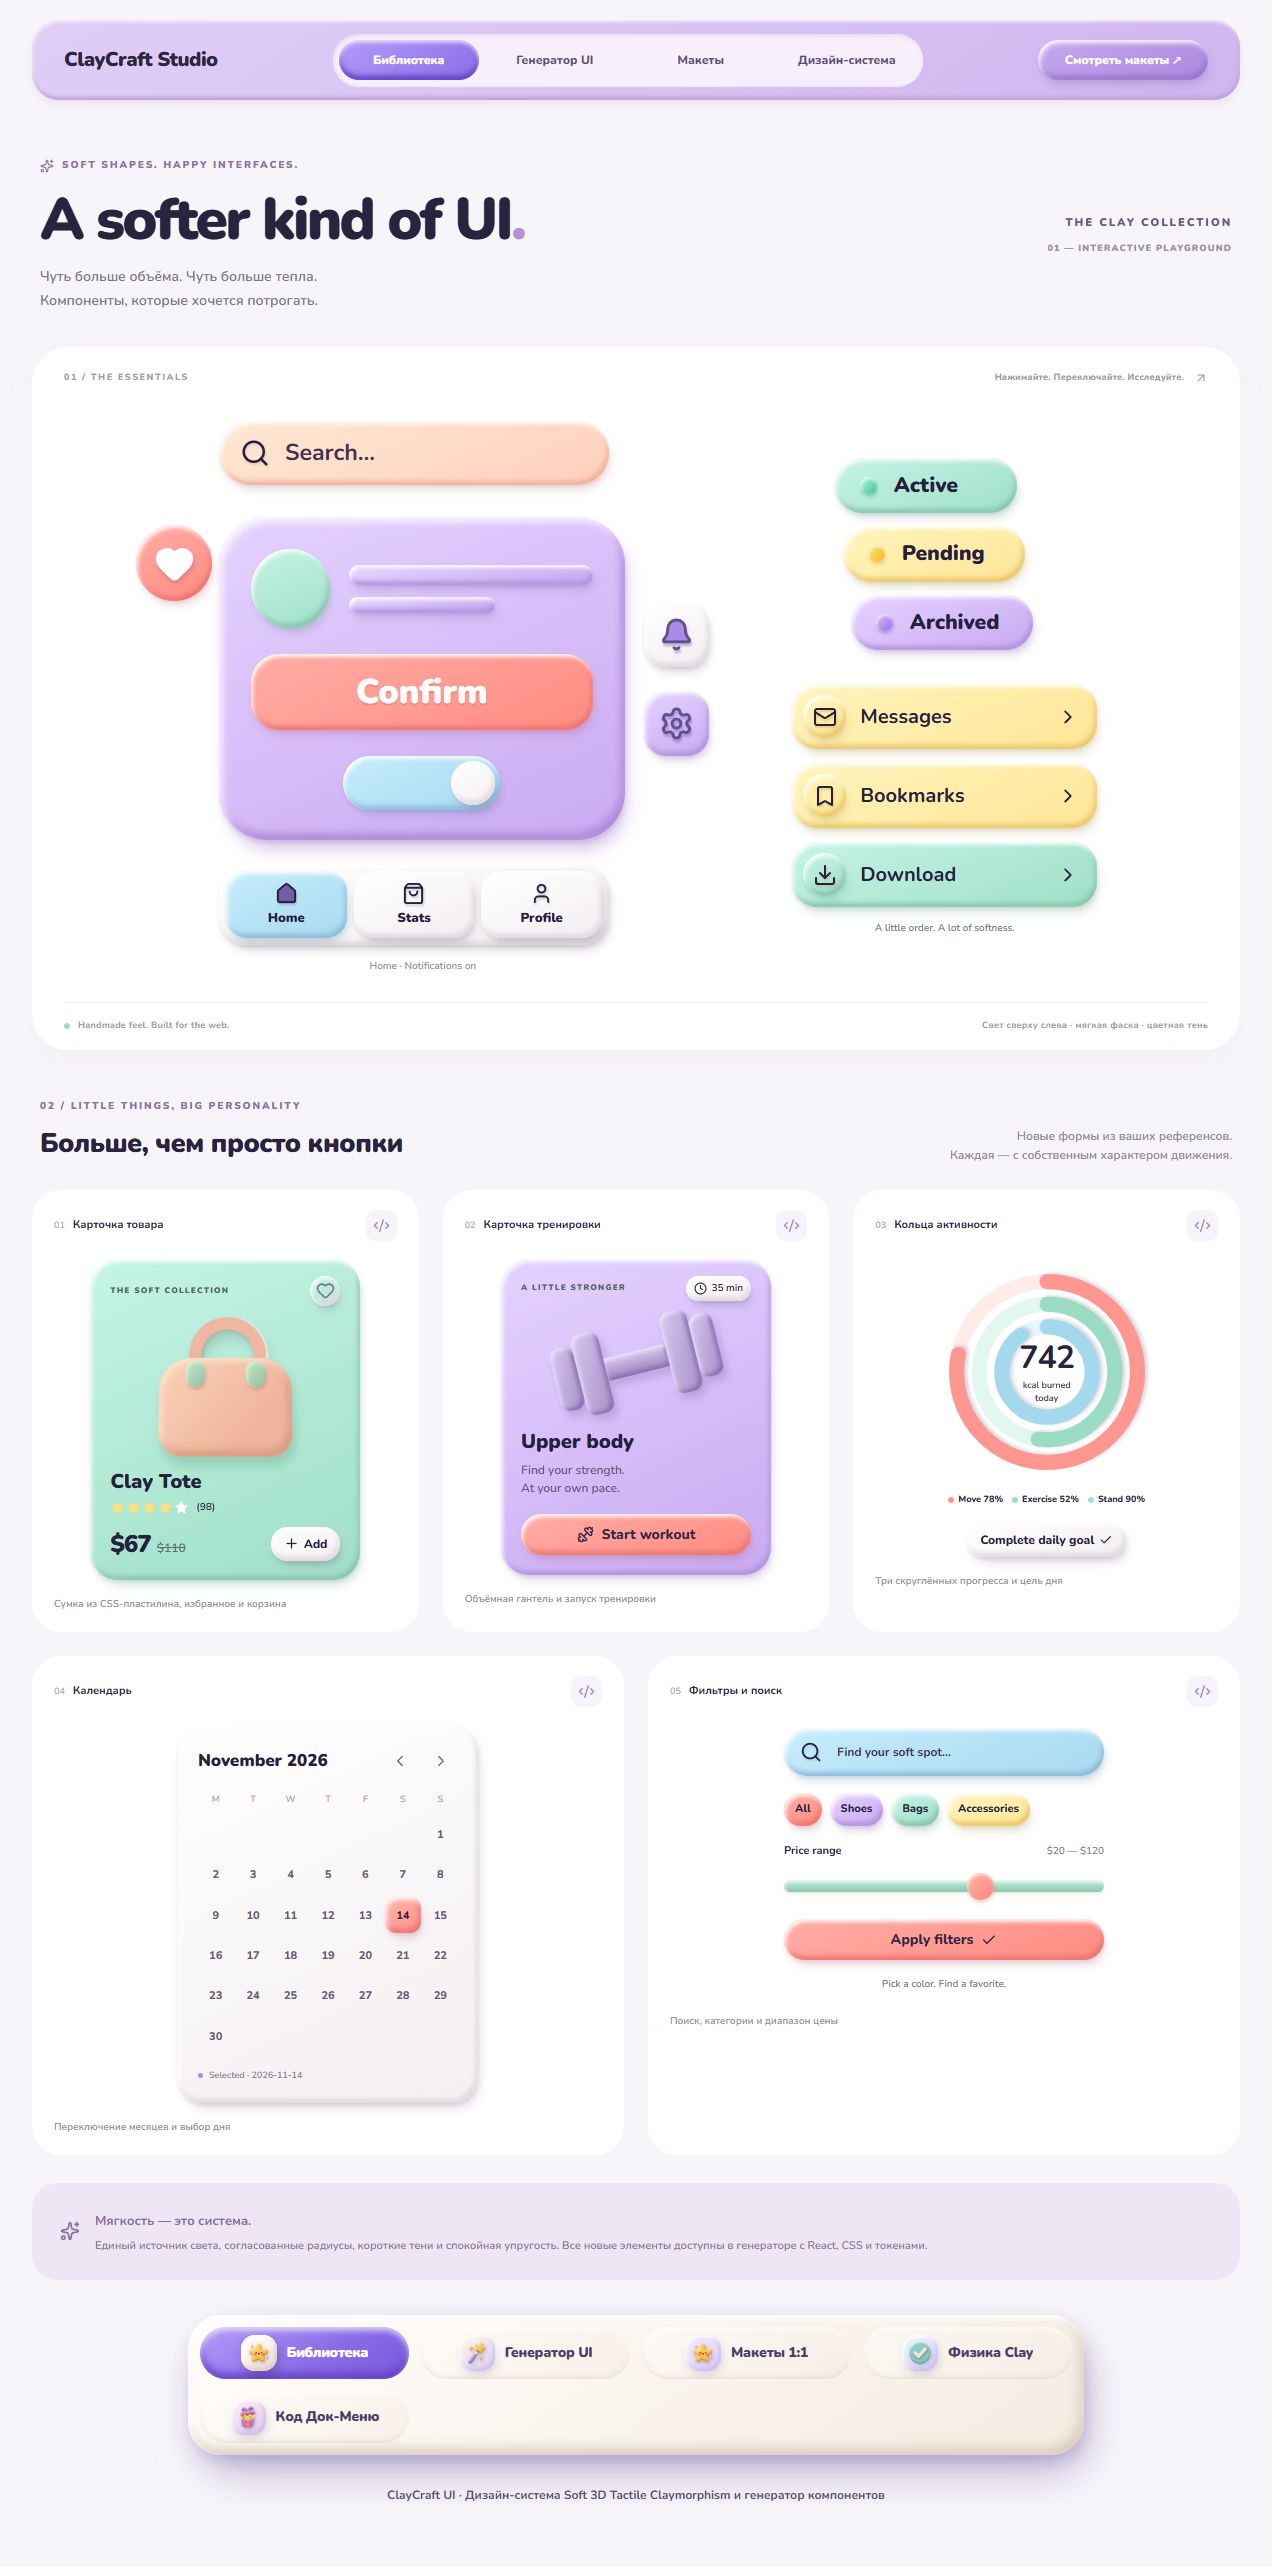 ClayCraft Studio
Библиотека
Генератор UI
Макеты
Дизайн-система
Смотреть макеты ↗
SOFT SHAPES. HAPPY INTERFACES.
A softer kind of UI.
THE CLAY COLLECTION
01 — INTERACTIVE PLAYGROUND
Чуть больше объёма. Чуть больше тепла.
Компоненты, которые хочется потрогать.
01 / THE ESSENTIALS
Нажимайте. Переключайте. Исследуйте.
Search...
Confirm
Home
Stats
Profile
Home · Notifications on
Active
Pending
Archived
Messages
Bookmarks
Download
A little order. A lot of softness.
Handmade feel. Built for the web.
Свет сверху слева · мягкая фаска · цветная тень
02 / LITTLE THINGS, BIG PERSONALITY
Больше, чем просто кнопки
Новые формы из ваших референсов.
Каждая — с собственным характером движения.
01 Карточка товара
THE SOFT COLLECTION
Clay Tote
(98)
$67 $110
Add
Сумка из CSS-пластилина, избранное и корзина
02 Карточка тренировки
A LITTLE STRONGER
35 min
Upper body
Find your strength.
At your own pace.
Start workout
Объёмная гантель и запуск тренировки
03 Кольца активности
742
kcal burned
today
Move 78% Exercise 52% Stand 90%
Complete daily goal
Три скруглённых прогресса и цель дня
04 Календарь
November 2026
M T W T F S S
1
2 3 4 5 6 7 8
9 10 11 12 13 14 15
16 17 18 19 20 21 22
23 24 25 26 27 28 29
30
Selected · 2026-11-14
Переключение месяцев и выбор дня
05 Фильтры и поиск
Find your soft spot...
All
Shoes
Bags
Accessories
Price range
$20 — $120
Apply filters
Pick a color. Find a favorite.
Поиск, категории и диапазон цены
Мягкость — это система.
Единый источник света, согласованные радиусы, короткие тени и спокойная упругость. Все новые элементы доступны в генераторе с React, CSS и токенами.
Библиотека
Генератор UI
Макеты 1:1
Физика Clay
Код Док-Меню
ClayCraft UI · Дизайн-система Soft 3D Tactile Claymorphism и генератор компонентов